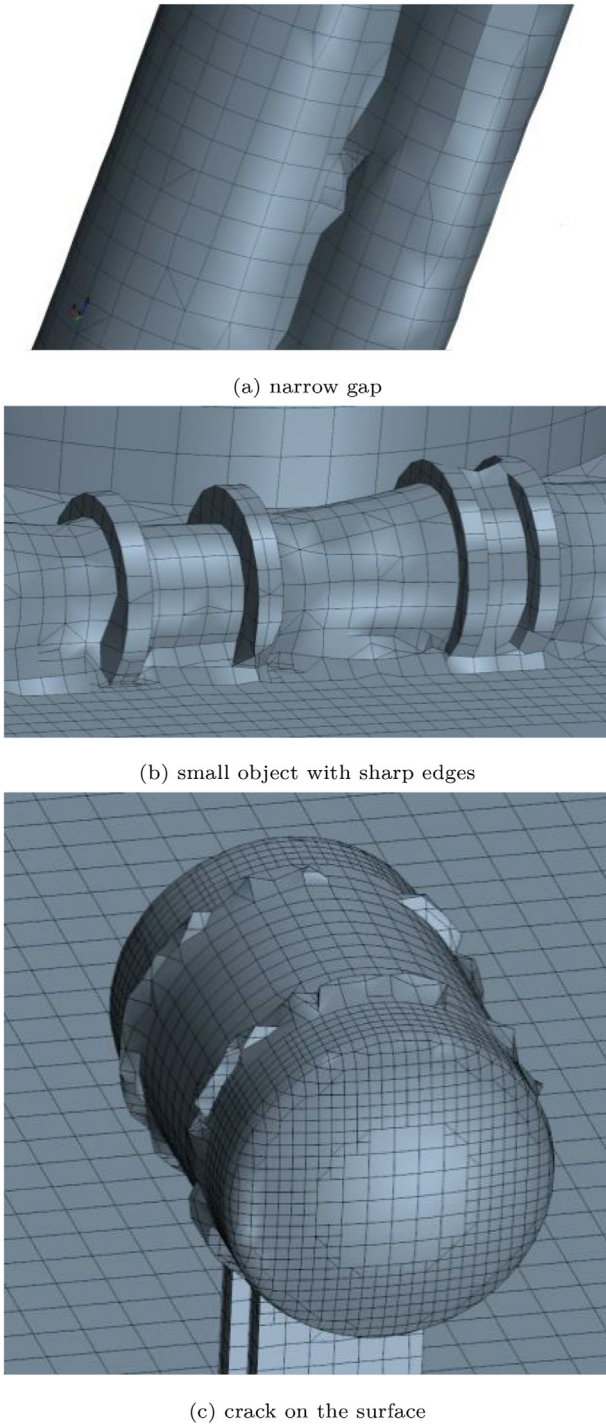 (a) narrow gap
(b) small object with sharp edges
(c) crack on the surface